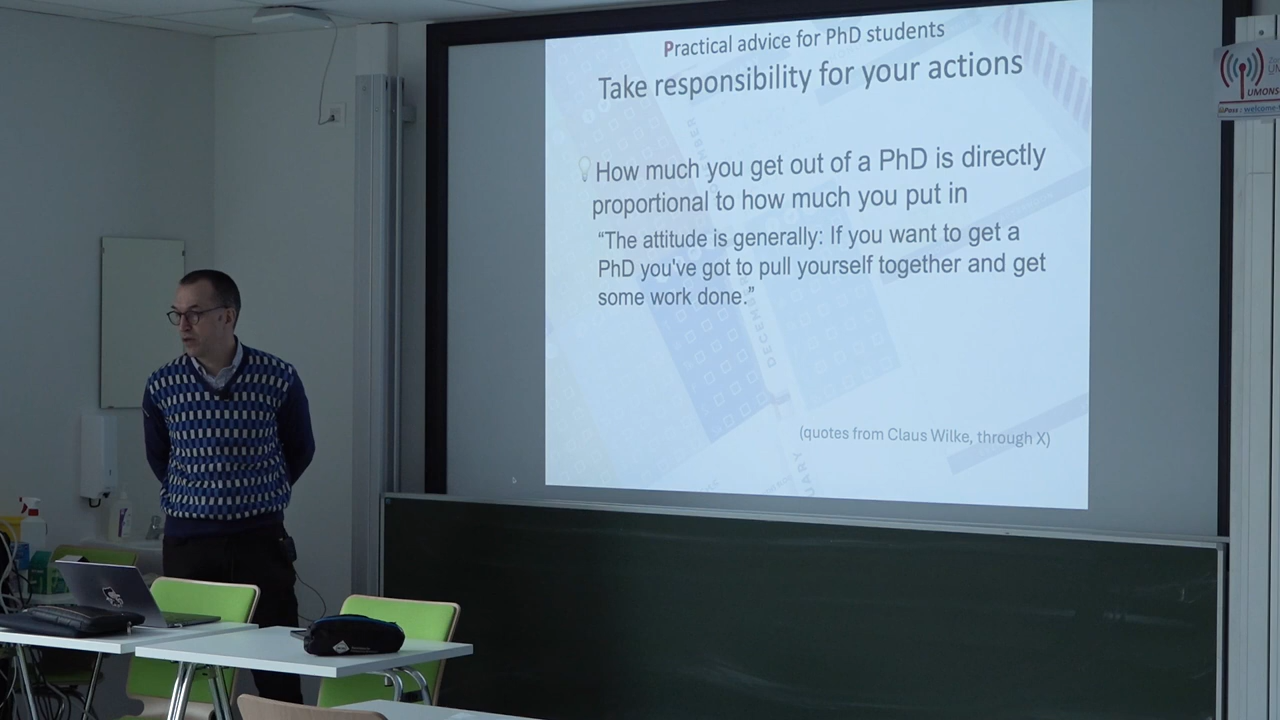 Practical advice for PhD students
Take responsibility for your actions
How much you get out of a PhD is directly
proportional to how much you put in
“The attitude is generally: If you want to get a
PhD you've got to pull yourself together and get
some work done.”
(quotes from Claus Wilke, through X)
DECEMBER
UMONS